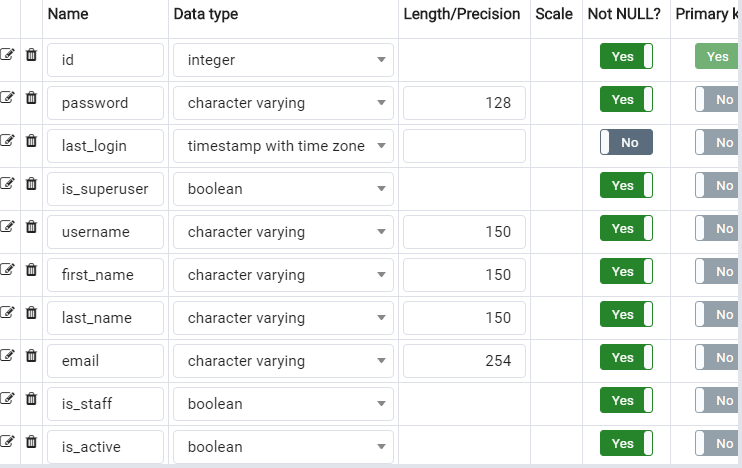 Name Data type Length/Precision Scale Not NULL? Primary k
id integer Yes Yes
password character varying 128 Yes No
last_login timestamp with time zone No No
is_superuser boolean Yes No
username character varying 150 Yes No
first_name character varying 150 Yes No
last_name character varying 150 Yes No
email character varying 254 Yes No
is_staff boolean Yes No
is_active boolean Yes No